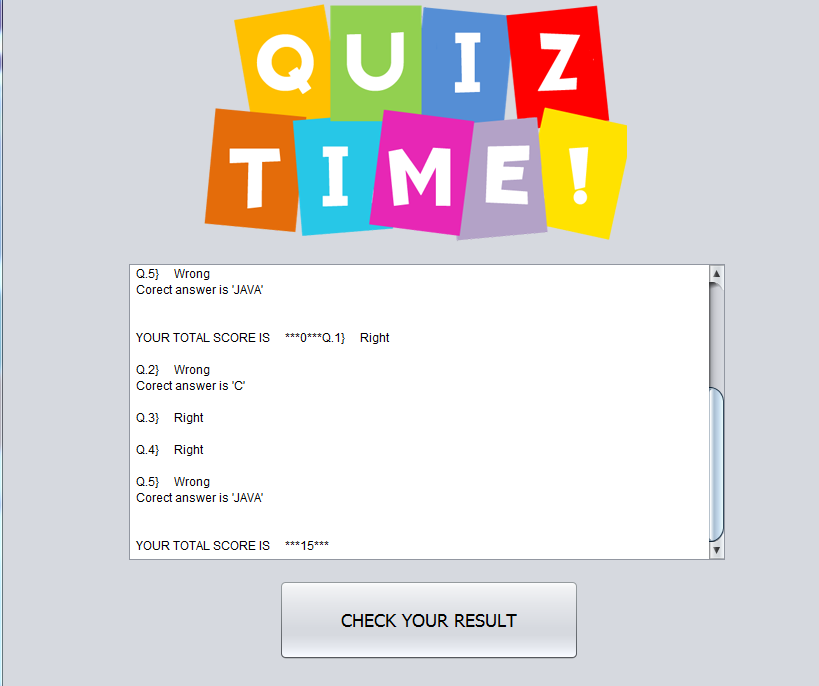 QUIZ
TIME!
Q.5} Wrong
Corect answer is 'JAVA'
YOUR TOTAL SCORE IS ***0***Q.1} Right
Q.2} Wrong
Corect answer is 'C'
Q.3} Right
Q.4} Right
Q.5} Wrong
Corect answer is 'JAVA'
YOUR TOTAL SCORE IS ***15***
CHECK YOUR RESULT